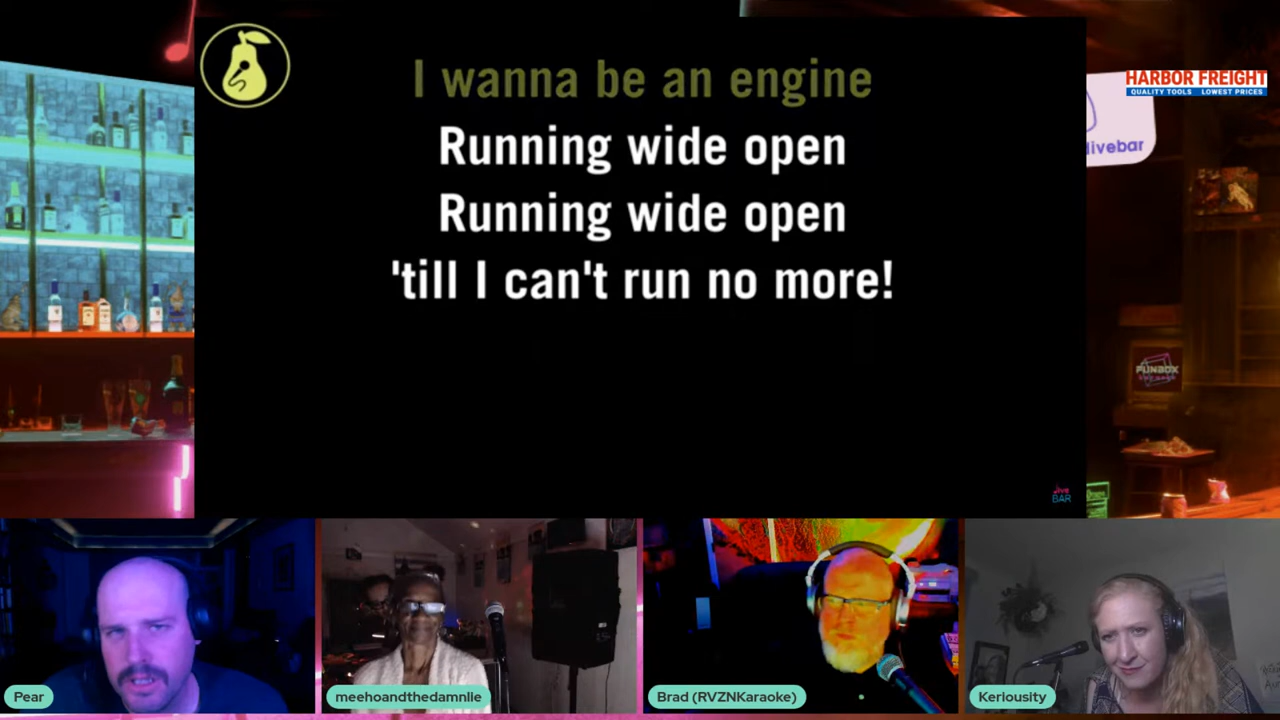 I wanna be an engine
Running wide open
Running wide open
'till I can't run no more!
HARBOR FREIGHT
QUALITY TOOLS LOWEST PRICES
livebar
FUNBOX
BAR
Pear
meehoandthedamnlie
Brad (RVZNKaraoke)
Keriousity